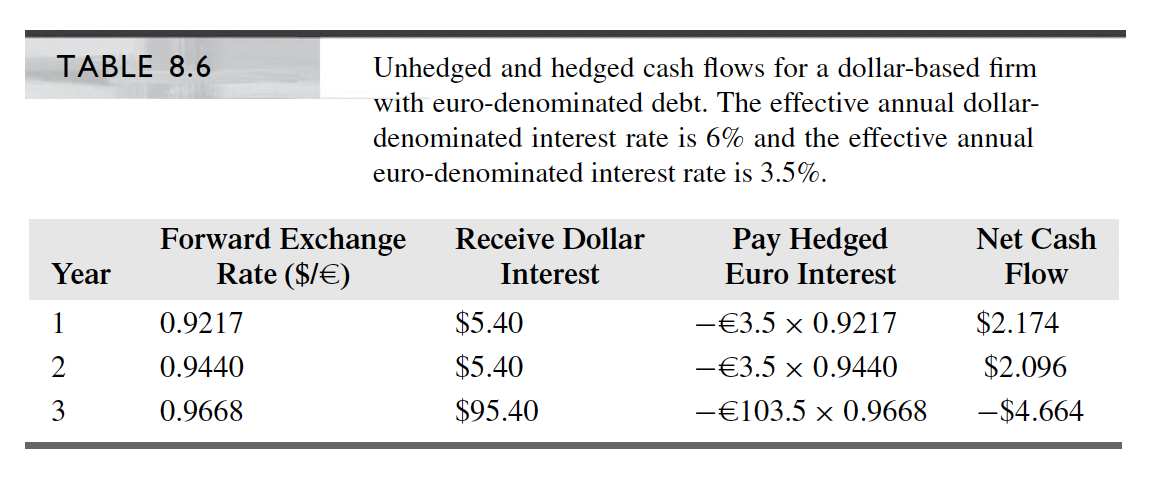 TABLE 8.6
Unhedged and hedged cash flows for a dollar-based firm
with euro-denominated debt. The effective annual dollar-
denominated interest rate is 6% and the effective annual
euro-denominated interest rate is 3.5%.
Forward Exchange Receive Dollar Pay Hedged Net Cash
Year Rate ($/€) Interest Euro Interest Flow
1 0.9217 $5.40 −€3.5 × 0.9217 $2.174
2 0.9440 $5.40 −€3.5 × 0.9440 $2.096
3 0.9668 $95.40 −€103.5 × 0.9668 −$4.664